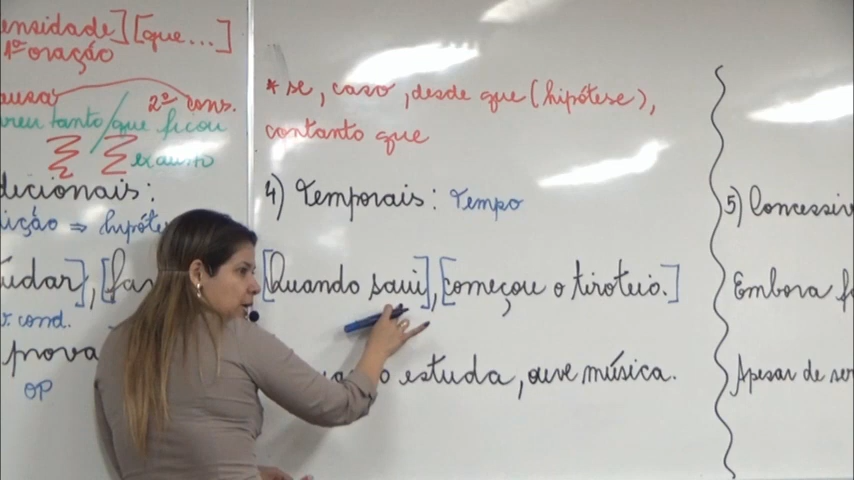 ensidade] [que...]
1ª oração
ausa 2ª cons.
reu tanto/que ficou
exausto
dicionais:
ição ⇒ hipóte
udar], [fa
r. cond.
prova
OP
* se, caso, desde que (hipótese),
contanto que
4) Temporais: Tempo
[Quando saui], [começou o tiroteio.]
o estuda, ouve música.
5) Concessiv
Embora f
Apesar de ser